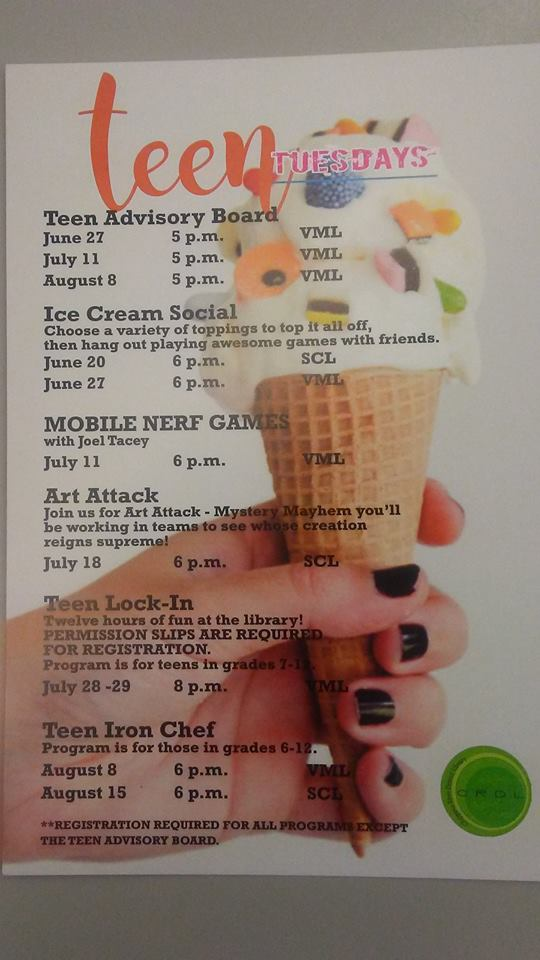 teen TUESDAYS
Teen Advisory Board
June 27 5 p.m. VML
July 11 5 p.m. VML
August 8 5 p.m. VML
Ice Cream Social
Choose a variety of toppings to top it all off,
then hang out playing awesome games with friends.
June 20 6 p.m. SCL
June 27 6 p.m. VML
MOBILE NERF GAMES
with Joel Tacey
July 11 6 p.m. VML
Art Attack
Join us for Art Attack - Mystery Mayhem you'll
be working in teams to see whose creation
reigns supreme!
July 18 6 p.m. SCL
Teen Lock-In
Twelve hours of fun at the library!
PERMISSION SLIPS ARE REQUIRED
FOR REGISTRATION.
Program is for teens in grades 7-12.
July 28 -29 8 p.m. VML
Teen Iron Chef
Program is for those in grades 6-12.
August 8 6 p.m. VML
August 15 6 p.m. SCL
**REGISTRATION REQUIRED FOR ALL PROGRAMS EXCEPT
THE TEEN ADVISORY BOARD.